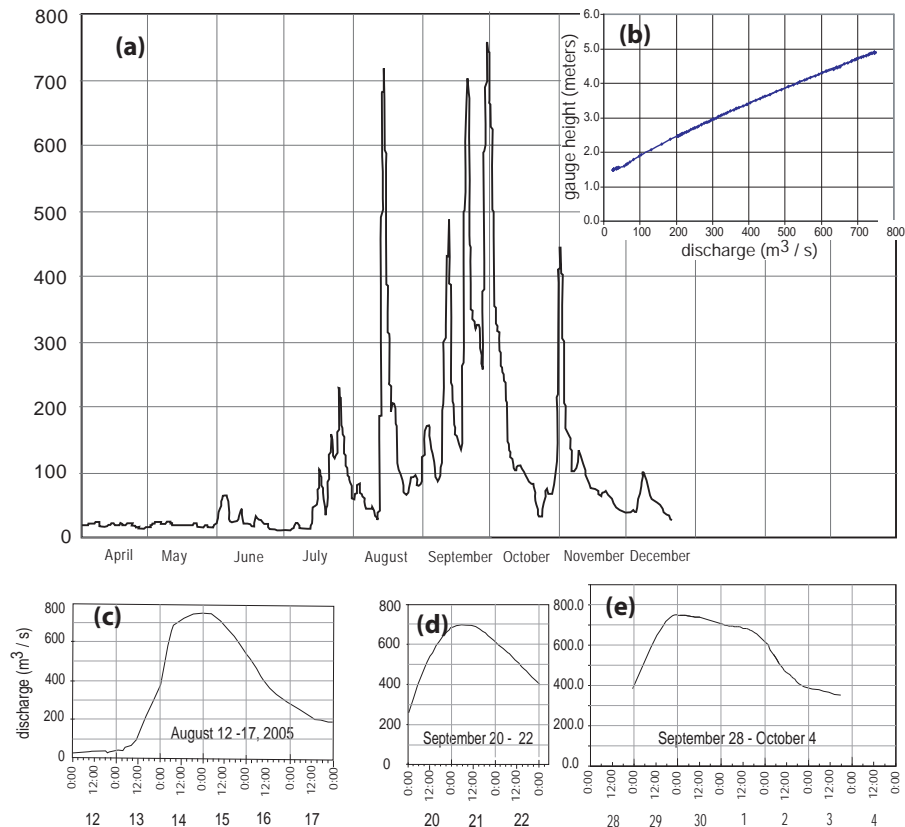 (a)
800
700
600
500
400
300
200
100
0
April May June July August September October November December
(b)
gauge height (meters)
6.0
5.0
4.0
3.0
2.0
1.0
0.0
0 100 200 300 400 500 600 700 800
discharge (m3 / s)
(c)
discharge (m3 / s)
800
600
400
200
0
August 12 -17, 2005
0:00 12:00 0:00 12:00 0:00 12:00 0:00 12:00 0:00 12:00 0:00 12:00 0:00
12 13 14 15 16 17
(d)
800
600
400
200
0
September 20 - 22
0:00 12:00 0:00 12:00 0:00 12:00 0:00
20 21 22
(e)
800.0
600.0
400.0
200.0
0.0
September 28 - October 4
0:00 12:00 0:00 12:00 0:00 12:00 0:00 12:00 0:00 12:00 0:00 12:00 0:00 12:00 0:00
28 29 30 1 2 3 4